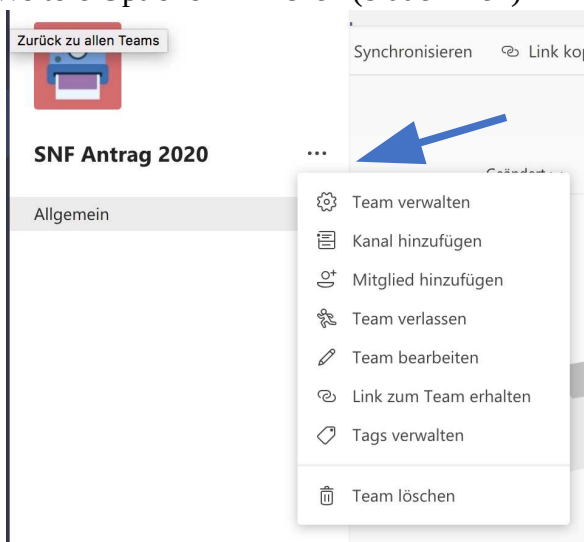 Zurück zu allen Teams
Synchronisieren Link kop
SNF Antrag 2020 ...
Allgemein
Team verwalten
Kanal hinzufügen
Mitglied hinzufügen
Team verlassen
Team bearbeiten
Link zum Team erhalten
Tags verwalten
Team löschen